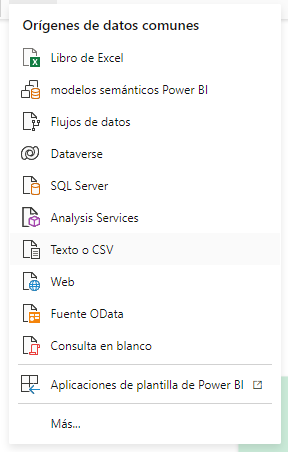 Orígenes de datos comunes
Libro de Excel
modelos semánticos Power BI
Flujos de datos
Dataverse
SQL Server
Analysis Services
Texto o CSV
Web
Fuente OData
Consulta en blanco
Aplicaciones de plantilla de Power BI
Más...